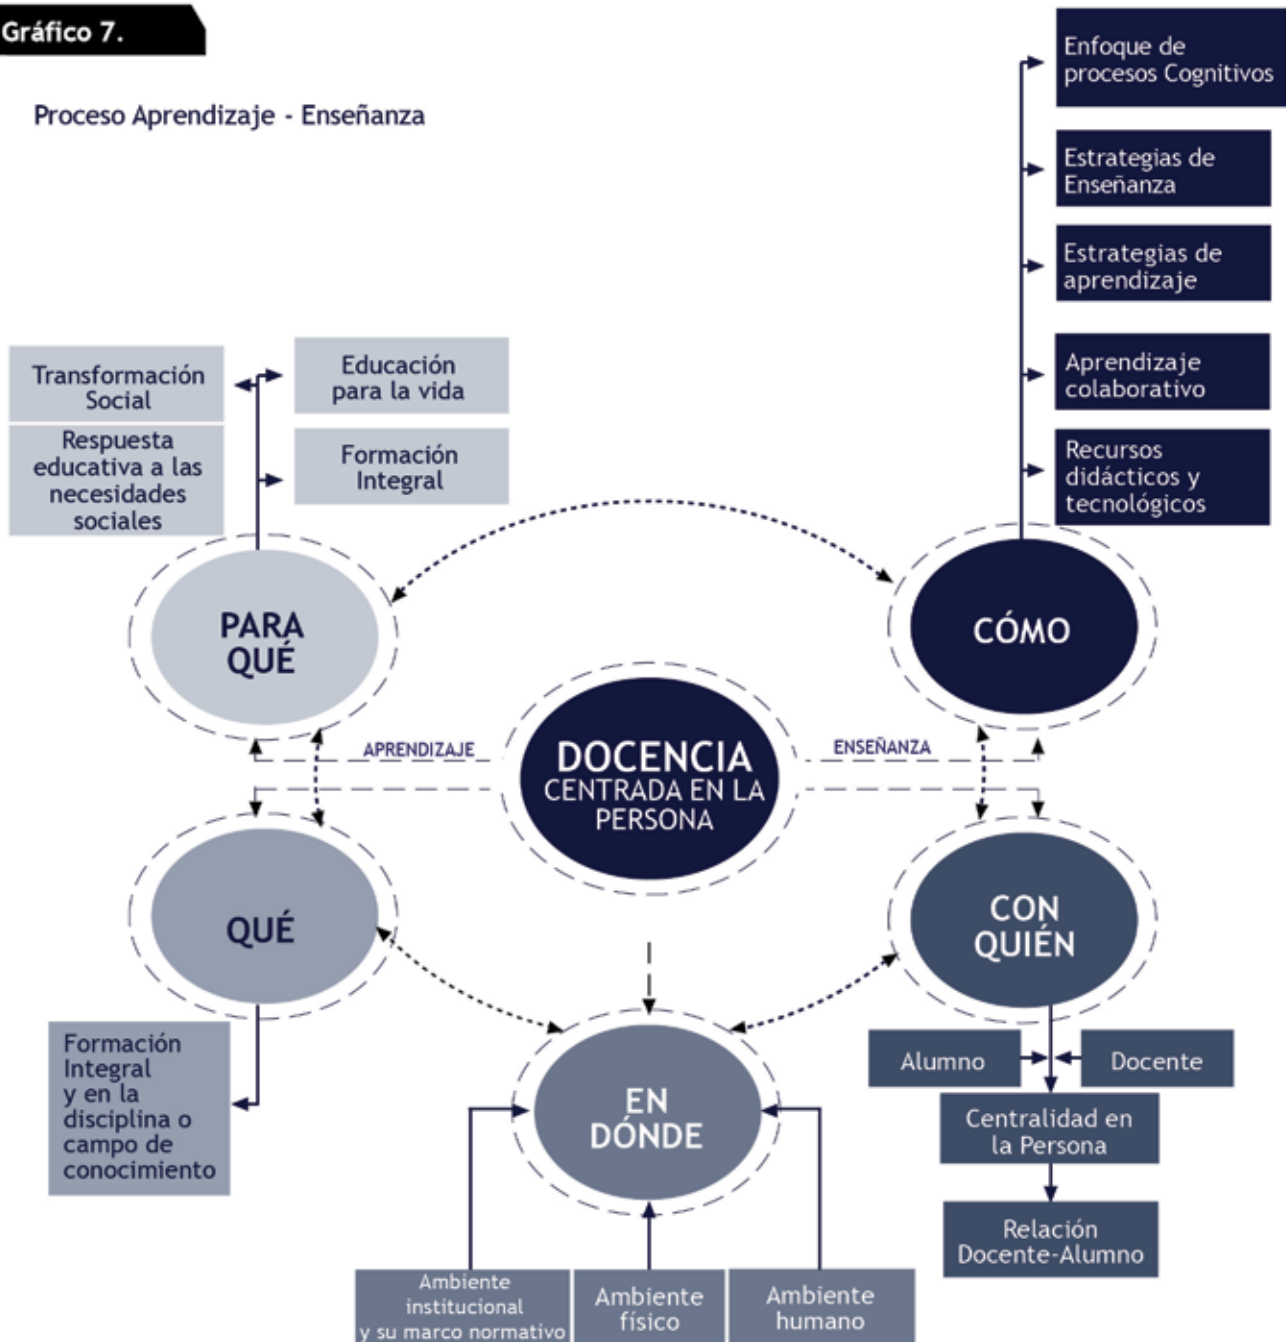 Gráfico 7.
Proceso Aprendizaje - Enseñanza
Enfoque de
procesos Cognitivos
Estrategias de
Enseñanza
Estrategias de
aprendizaje
Aprendizaje
colaborativo
Recursos
didácticos y
tecnológicos
Transformación
Social
Educación
para la vida
Respuesta
educativa a las
necesidades
sociales
Formación
Integral
PARA
QUÉ
CÓMO
APRENDIZAJE
ENSEÑANZA
DOCENCIA
CENTRADA EN LA
PERSONA
QUÉ
CON
QUIÉN
Formación
Integral
y en la
disciplina o
campo de
conocimiento
EN
DÓNDE
Alumno
Docente
Centralidad en
la Persona
Relación
Docente-Alumno
Ambiente
institucional
y su marco normativo
Ambiente
físico
Ambiente
humano